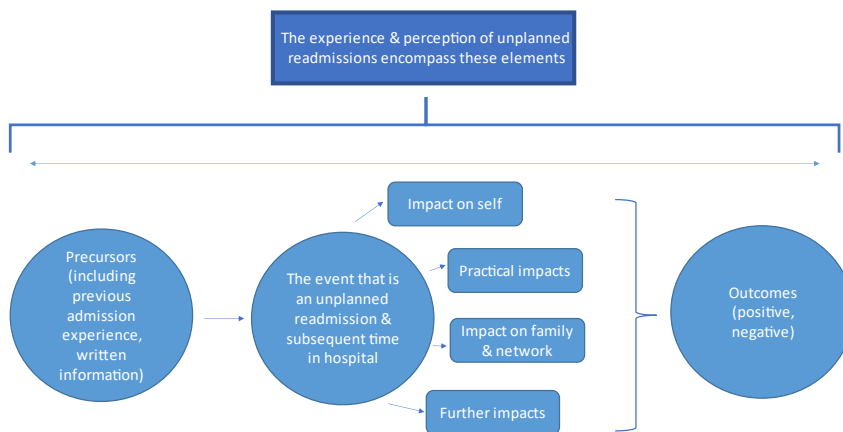 The experience & perception of unplanned
readmissions encompass these elements
Precursors
(including
previous
admission
experience,
written
information)
The event that is
an unplanned
readmission &
subsequent time
in hospital
Impact on self
Practical impacts
Impact on family
& network
Further impacts
Outcomes
(positive,
negative)